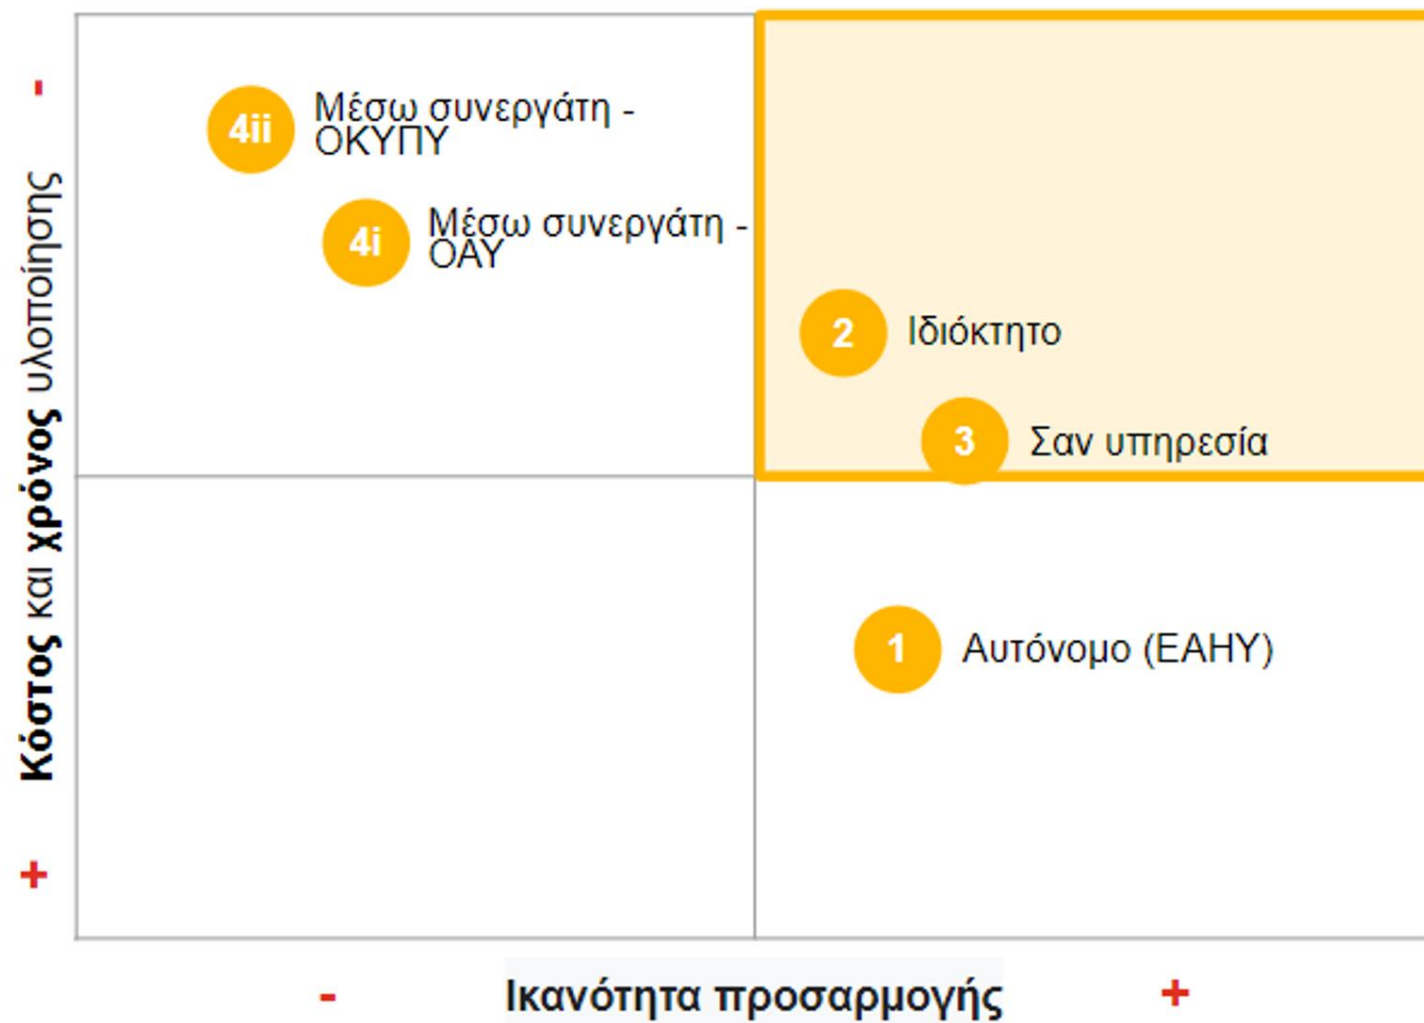 -
Κόστος και χρόνος υλοποίησης
+
4ii
Μέσω συνεργάτη -
ΟΚΥΠΥ
4i
Μέσω συνεργάτη -
ΟΑΥ
2
Ιδιόκτητο
3
Σαν υπηρεσία
1
Αυτόνομο (ΕΑΗΥ)
-
Ικανότητα προσαρμογής
+